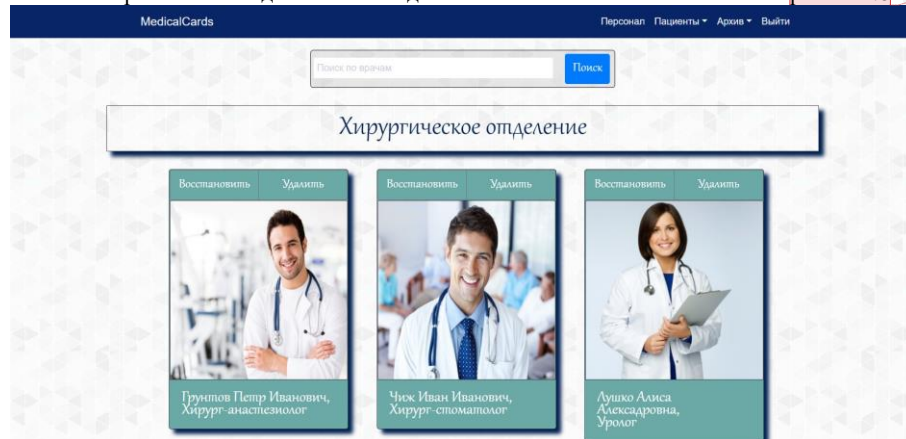 MedicalCards Персонал Пациенты Архив Выйти
Поиск по врачам Поиск
Хирургическое отделение
Восстановить Удалить Восстановить Удалить Восстановить Удалить
Грунтов Петр Иванович,
Хирург-анастезиолог
Чиж Иван Иванович,
Хирург-стоматолог
Лушко Алиса
Алексадровна,
Уролог